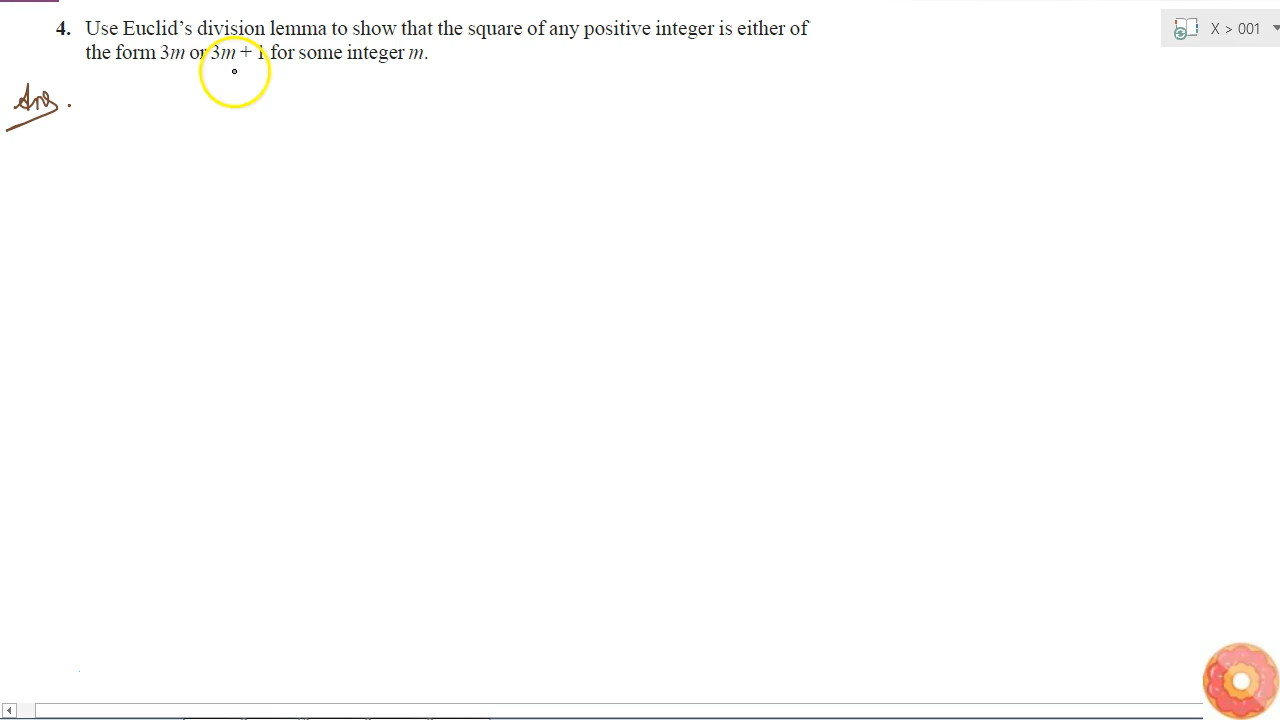 4. Use Euclid's division lemma to show that the square of any positive integer is either of
the form 3m or 3m + 1 for some integer m.
X > 001
Ans.